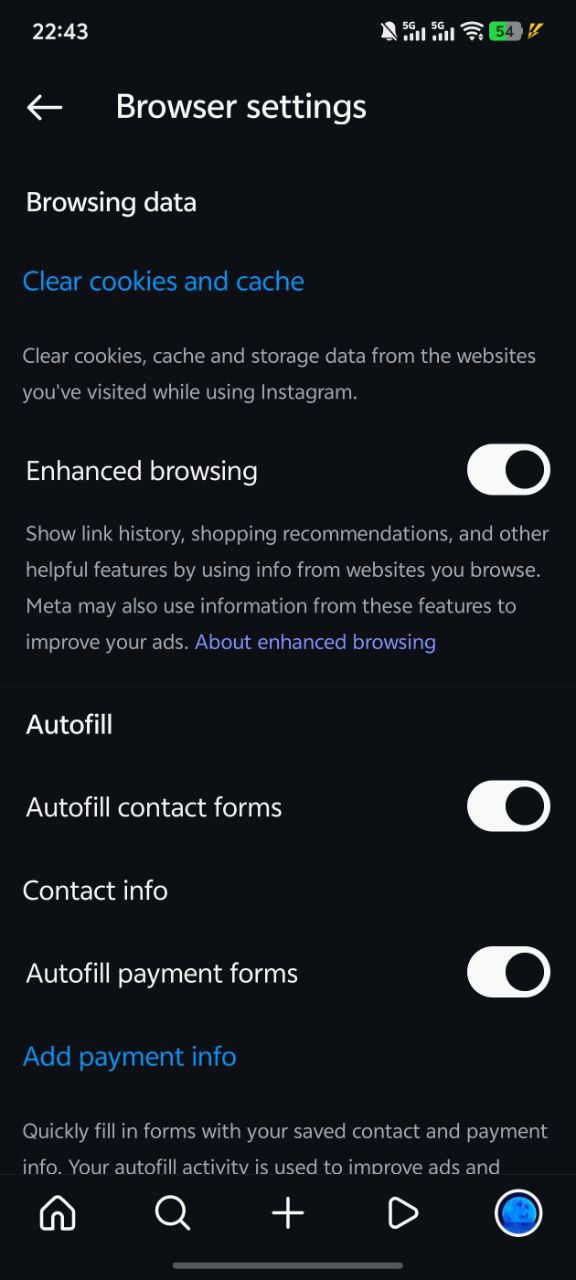 22:43
5G 5G 54
Browser settings
Browsing data
Clear cookies and cache
Clear cookies, cache and storage data from the websites
you've visited while using Instagram.
Enhanced browsing
Show link history, shopping recommendations, and other
helpful features by using info from websites you browse.
Meta may also use information from these features to
improve your ads. About enhanced browsing
Autofill
Autofill contact forms
Contact info
Autofill payment forms
Add payment info
Quickly fill in forms with your saved contact and payment
info. Your autofill activity is used to improve ads and